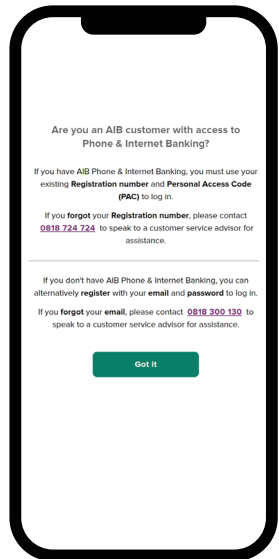 Are you an AIB customer with access to
Phone & Internet Banking?
If you have AIB Phone & Internet Banking, you must use your
existing Registration number and Personal Access Code
(PAC) to log in.
If you forgot your Registration number, please contact
0818 724 724 to speak to a customer service advisor for
assistance.
If you don't have AIB Phone & Internet Banking, you can
alternatively register with your email and password to log in.
If you forgot your email, please contact 0818 300 130 to
speak to a customer service advisor for assistance.
Got it